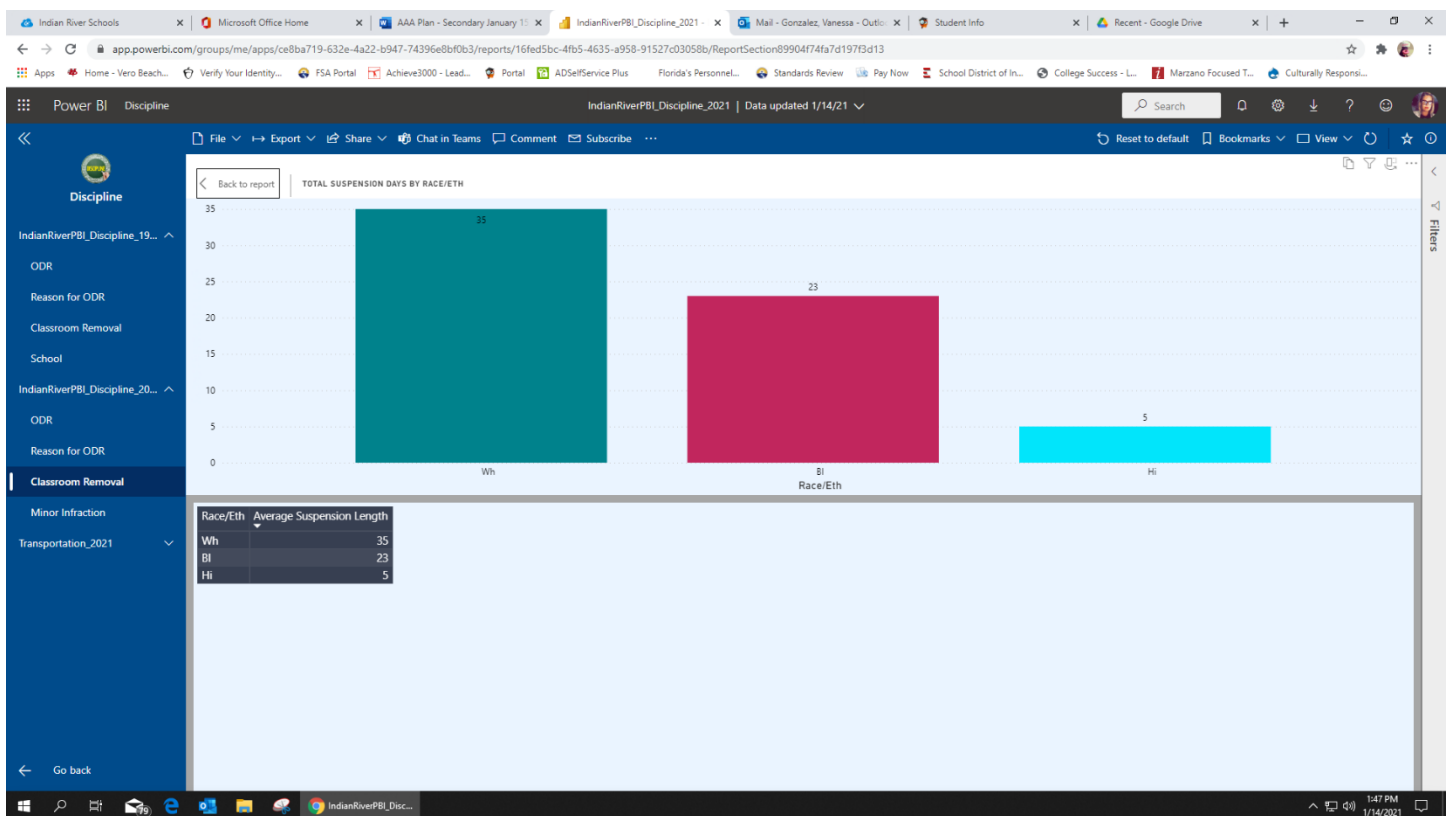 Indian River Schools
Microsoft Office Home
AAA Plan - Secondary January 15
IndianRiverPBI_Discipline_2021 -
Mail - Gonzalez, Vanessa - Outlo
Student Info
Recent - Google Drive
app.powerbi.com/groups/me/apps/ce8ba719-632e-4a22-b947-74396e8bf0b3/reports/16fed5bc-4fb5-4635-a958-91527c03058b/ReportSection89904f74fa7d197f3d13
Apps
Home - Vero Beach...
Verify Your Identity...
FSA Portal
Achieve3000 - Lead...
Portal
ADSelfService Plus
Florida's Personnel...
Standards Review
Pay Now
School District of In...
College Success - L...
Marzano Focused T...
Culturally Responsi...
Power BI Discipline
IndianRiverPBI_Discipline_2021 | Data updated 1/14/21
Search
File
Export
Share
Chat in Teams
Comment
Subscribe
Reset to default
Bookmarks
View
Discipline
IndianRiverPBI_Discipline_19...
ODR
Reason for ODR
Classroom Removal
School
IndianRiverPBI_Discipline_20...
ODR
Reason for ODR
Classroom Removal
Minor Infraction
Transportation_2021
Go back
Back to report
TOTAL SUSPENSION DAYS BY RACE/ETH
35
30
25
20
15
10
5
0
35
23
5
Wh
Bl
Hi
Race/Eth
Race/Eth Average Suspension Length
Wh 35
Bl 23
Hi 5
Filters
79
IndianRiverPBI_Disc...
1:47 PM
1/14/2021